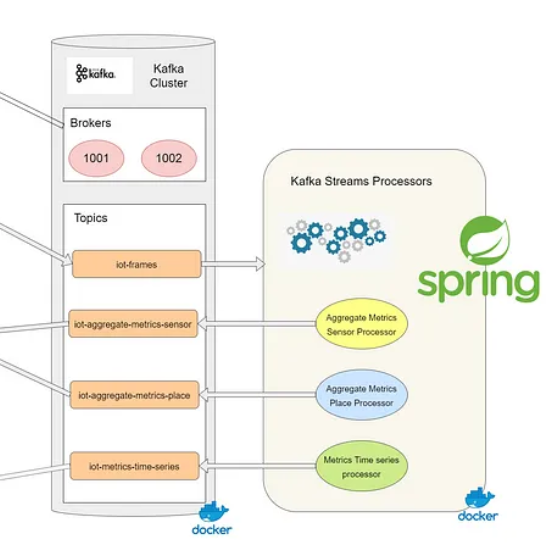 kafka.
Kafka
Cluster
Brokers
1001
1002
Topics
iot-frames
iot-aggregate-metrics-sensor
iot-aggregate-metrics-place
iot-metrics-time-series
docker
Kafka Streams Processors
Aggregate Metrics
Sensor Processor
Aggregate Metrics
Place Processor
Metrics Time series
processor
docker
spring